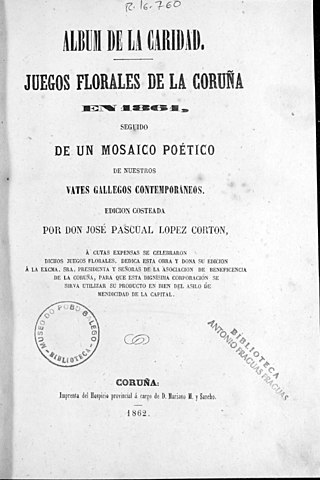 R. 16.760
ALBUM DE LA CARIDAD.
JUEGOS FLORALES DE LA CORUÑA
EN 1861,
SEGUIDO
DE UN MOSAICO POÉTICO
DE NUESTROS
VATES GALLEGOS CONTEMPORÁNEOS.
EDICION COSTEADA
POR DON JOSÉ PASCUAL LOPEZ CORTON,
Á CUYAS EXPENSAS SE CELEBRARON
DICHOS JUEGOS FLORALES. DEDICA ESTA OBRA Y DONA SU EDICION
Á LA EXCMA. SRA. PRESIDENTA Y SEÑORAS DE LA ASOCIACION DE BENEFICENCIA
DE LA CORUÑA, PARA QUE ESTA DIGNÍSIMA CORPORACION SE
SIRVA UTILIZAR SU PRODUCTO EN BIEN DEL ASILO DE
MENDICIDAD DE LA CAPITAL.
MUSEO DO POBO GALEGO
BIBLIOTECA
BIBLIOTECA
ANTONIO FRAGUAS FRAGUAS
CORUÑA:
Imprenta del Hospicio provincial á cargo de D. Mariano M. y Sancho.
1862.